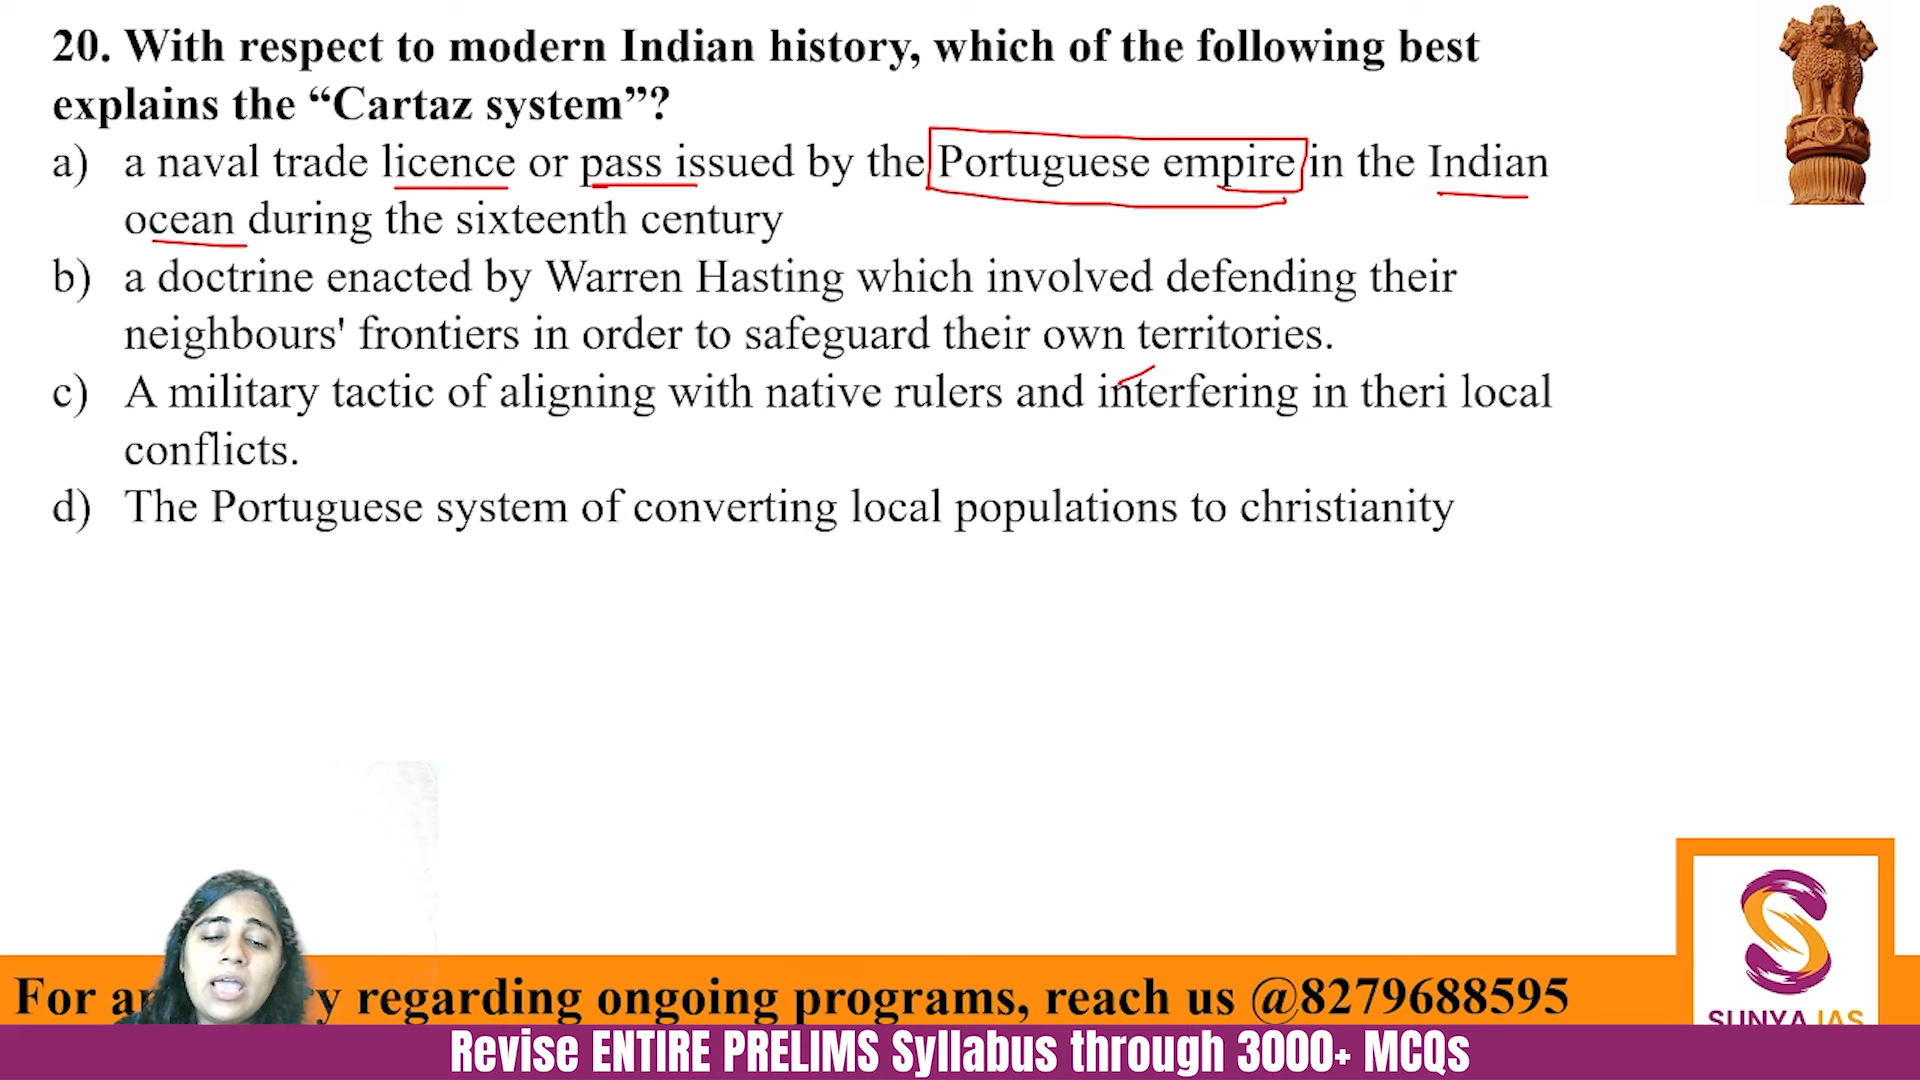 20. With respect to modern Indian history, which of the following best
explains the “Cartaz system”?
a) a naval trade licence or pass issued by the Portuguese empire in the Indian
ocean during the sixteenth century
b) a doctrine enacted by Warren Hasting which involved defending their
neighbours' frontiers in order to safeguard their own territories.
c) A military tactic of aligning with native rulers and interfering in theri local
conflicts.
d) The Portuguese system of converting local populations to christianity
For regarding ongoing programs, reach us @8279688595
SUNYA IAS
Revise ENTIRE PRELIMS Syllabus through 3000+ MCQs